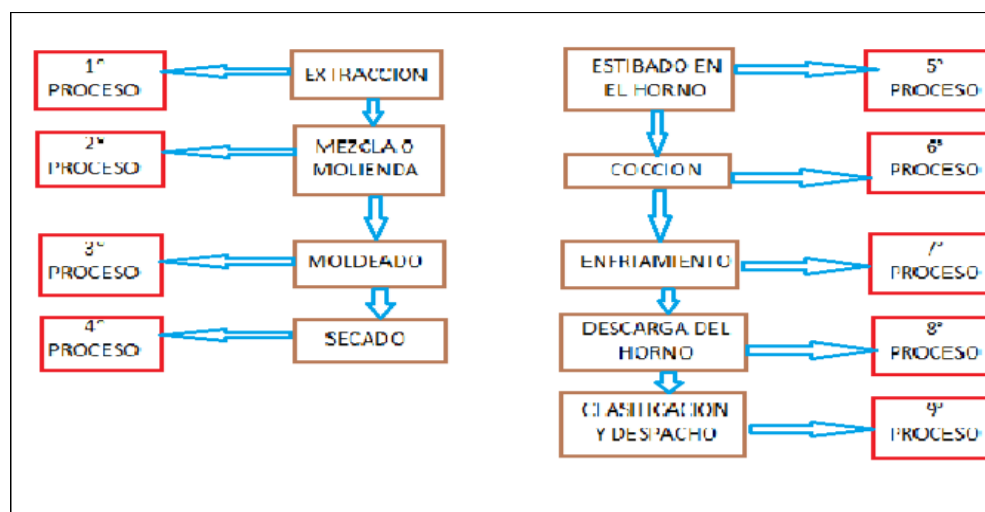 1°
PROCESO
EXTRACCION
2°
PROCESO
MEZCLA O
MOLIENDA
3°
PROCESO
MOLDEADO
4°
PROCESO
SECADO
ESTIBADO EN
EL HORNO
5°
PROCESO
COCCION
6°
PROCESO
ENFRIAMIENTO
7°
PROCESO
DESCARGA DEL
HORNO
8°
PROCESO
CLASIFICACION
Y DESPACHO
9°
PROCESO